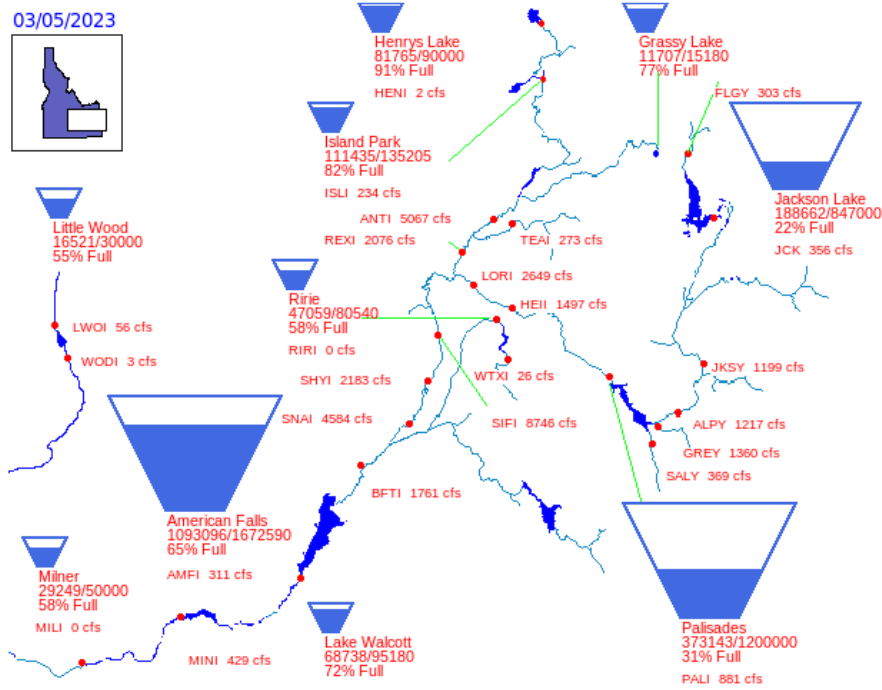 03/05/2023
Henrys Lake
81765/90000
91% Full
HENI 2 cfs
Grassy Lake
11707/15180
77% Full
FLGY 303 cfs
Island Park
111435/135205
82% Full
ISLI 234 cfs
Jackson Lake
188662/847000
22% Full
JCK 356 cfs
Little Wood
16521/30000
55% Full
ANTI 5067 cfs
REXI 2076 cfs
TEAI 273 cfs
LORI 2649 cfs
Ririe
47059/80540
58% Full
RIRI 0 cfs
HEII 1497 cfs
LWOI 56 cfs
WODI 3 cfs
SHYI 2183 cfs
WTXI 26 cfs
JKSY 1199 cfs
SNAI 4584 cfs
SIFI 8746 cfs
ALPY 1217 cfs
GREY 1360 cfs
SALY 369 cfs
BFTI 1761 cfs
American Falls
1093096/1672590
65% Full
AMFI 311 cfs
Milner
29249/50000
58% Full
MILI 0 cfs
MINI 429 cfs
Lake Walcott
68738/95180
72% Full
Palisades
373143/1200000
31% Full
PALI 881 cfs